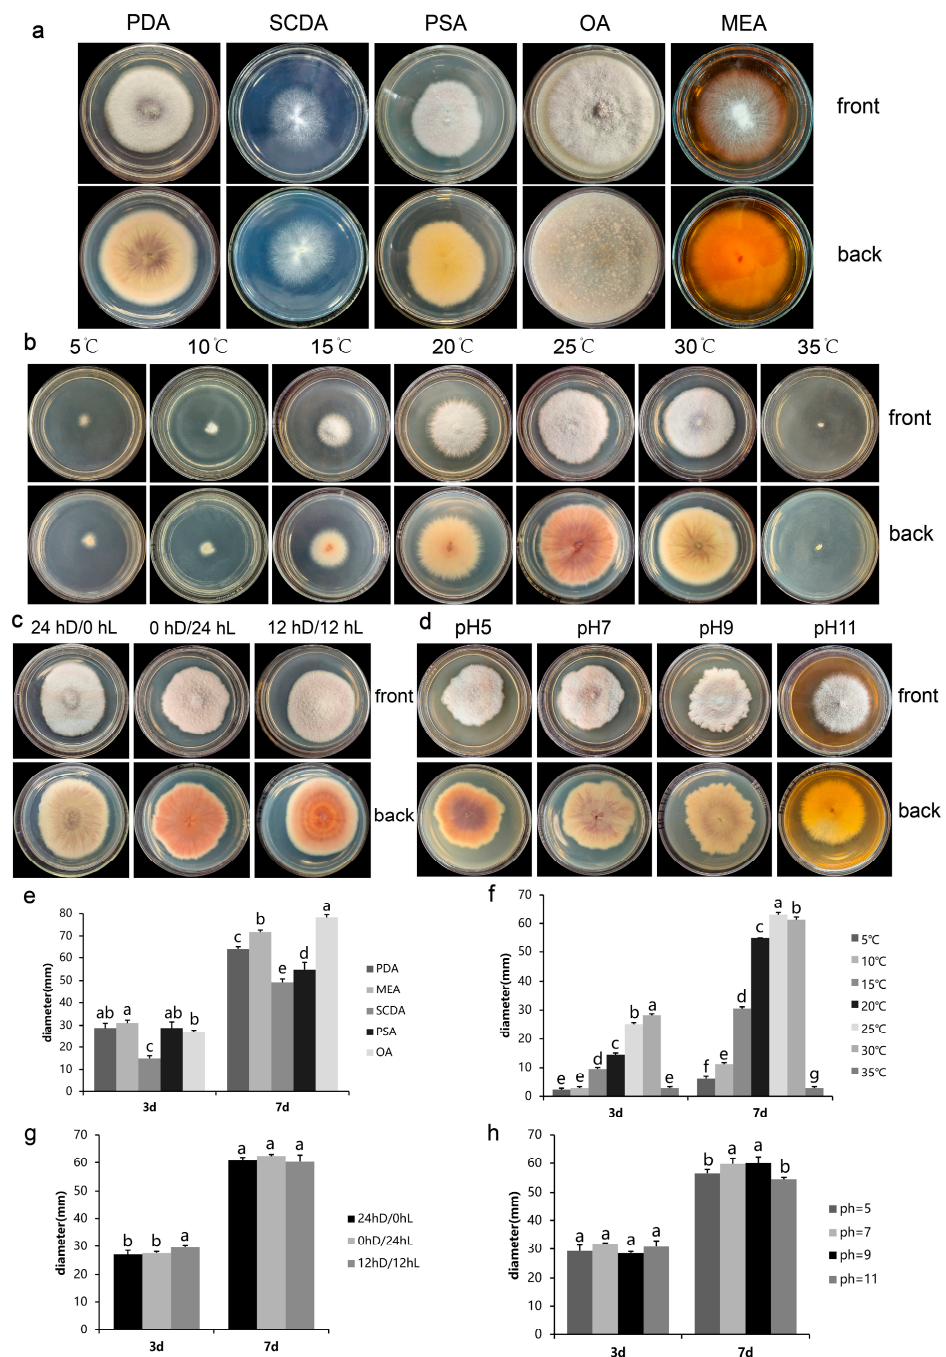 a
PDA SCDA PSA OA MEA
front
back
b
5℃ 10℃ 15℃ 20℃ 25℃ 30℃ 35℃
front
back
c
24 hD/0 hL 0 hD/24 hL 12 hD/12 hL
front
back
d
pH5 pH7 pH9 pH11
front
back
e
diameter(mm)
80
70
60
50
40
30
20
10
0
ab a c ab b
c b e d a
3d 7d
PDA
MEA
SCDA
PSA
OA
f
diameter(mm)
70
60
50
40
30
20
10
0
e e d c b a e
f e d c a b g
3d 7d
5℃
10℃
15℃
20℃
25℃
30℃
35℃
g
diameter(mm)
70
60
50
40
30
20
10
0
b b a
a a a
3d 7d
24hD/0hL
0hD/24hL
12hD/12hL
h
diameter(mm)
70
60
50
40
30
20
10
0
a a a a
b a a b
3d 7d
ph=5
ph=7
ph=9
ph=11